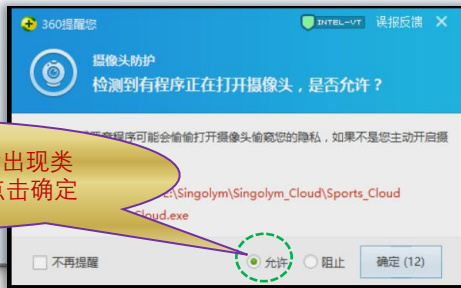 360提醒您
INTEL-VT 误报反馈
摄像头防护
检测到有程序正在打开摄像头，是否允许？
程序可能会偷偷打开摄像头偷窥您的隐私，如果不是您主动开启摄
出现类
点击确定
:\Singolym\Singolym_Cloud\Sports_Cloud
Cloud.exe
不再提醒 允许 阻止 确定 (12)